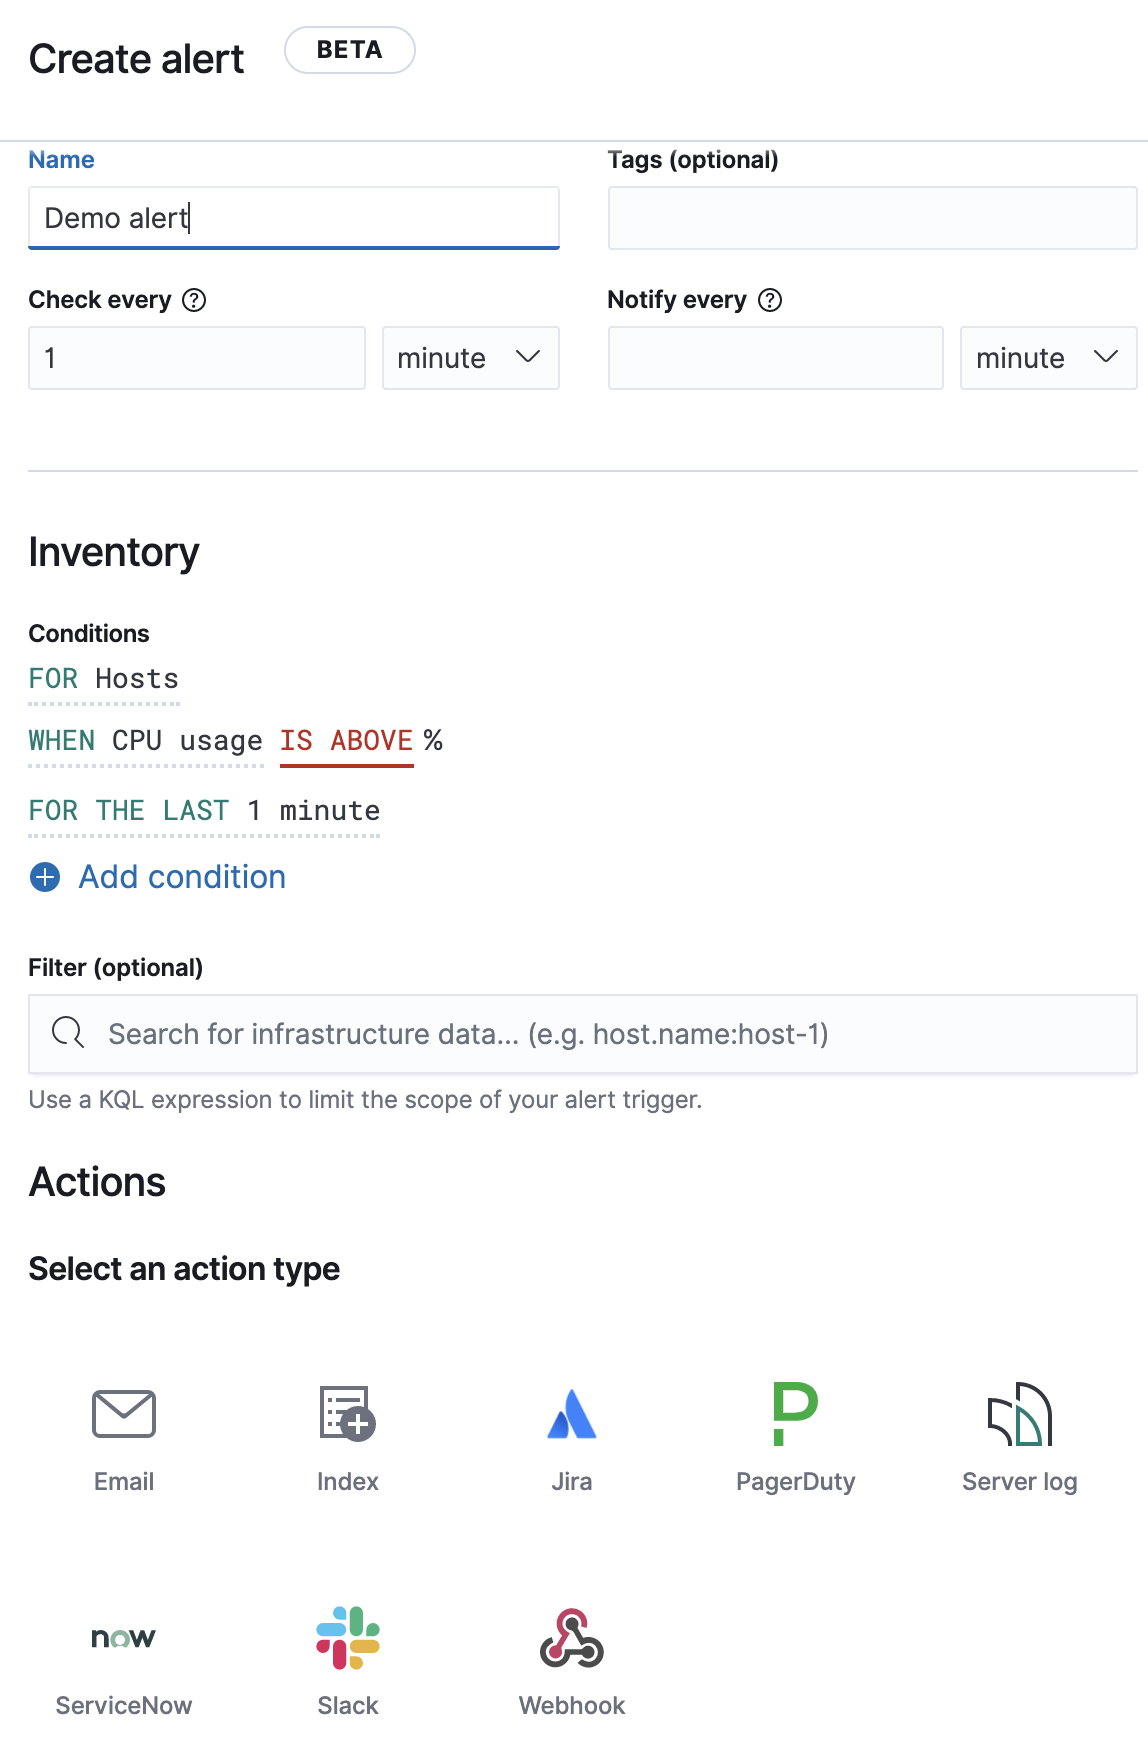 Create alert BETA
Name Tags (optional)
Demo alert
Check every ? Notify every ?
1 minute minute
Inventory
Conditions
FOR Hosts
WHEN CPU usage IS ABOVE %
FOR THE LAST 1 minute
Add condition
Filter (optional)
Search for infrastructure data... (e.g. host.name:host-1)
Use a KQL expression to limit the scope of your alert trigger.
Actions
Select an action type
Email Index Jira PagerDuty Server log
now
ServiceNow Slack Webhook